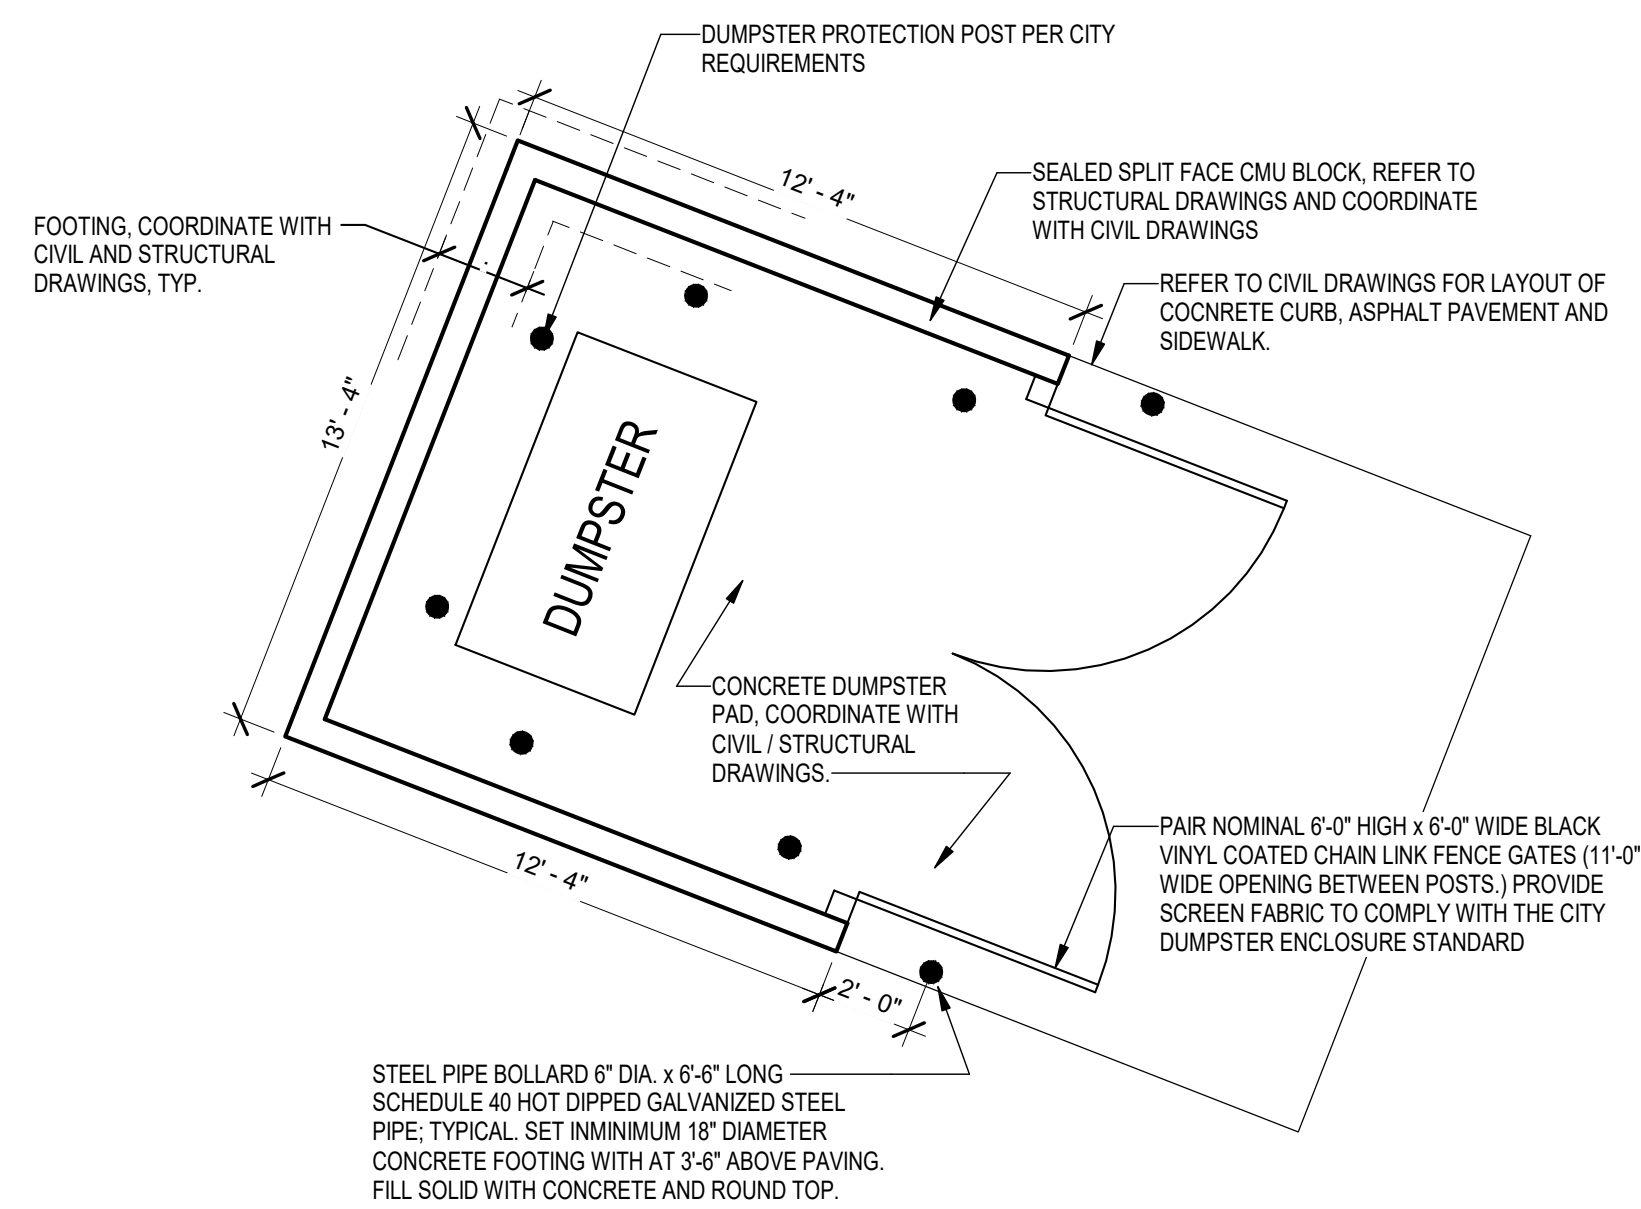 DUMPSTER PROTECTION POST PER CITY
REQUIREMENTS
12' - 4"
SEALED SPLIT FACE CMU BLOCK, REFER TO
STRUCTURAL DRAWINGS AND COORDINATE
WITH CIVIL DRAWINGS
FOOTING, COORDINATE WITH
CIVIL AND STRUCTURAL
DRAWINGS, TYP.
REFER TO CIVIL DRAWINGS FOR LAYOUT OF
COCNRETE CURB, ASPHALT PAVEMENT AND
SIDEWALK.
13' - 4"
DUMPSTER
CONCRETE DUMPSTER
PAD, COORDINATE WITH
CIVIL / STRUCTURAL
DRAWINGS.
PAIR NOMINAL 6'-0" HIGH x 6'-0" WIDE BLACK
VINYL COATED CHAIN LINK FENCE GATES (11'-0"
WIDE OPENING BETWEEN POSTS.) PROVIDE
SCREEN FABRIC TO COMPLY WITH THE CITY
DUMPSTER ENCLOSURE STANDARD
12' - 4"
2' - 0"
STEEL PIPE BOLLARD 6" DIA. x 6'-6" LONG
SCHEDULE 40 HOT DIPPED GALVANIZED STEEL
PIPE; TYPICAL. SET INMINIMUM 18" DIAMETER
CONCRETE FOOTING WITH AT 3'-6" ABOVE PAVING.
FILL SOLID WITH CONCRETE AND ROUND TOP.